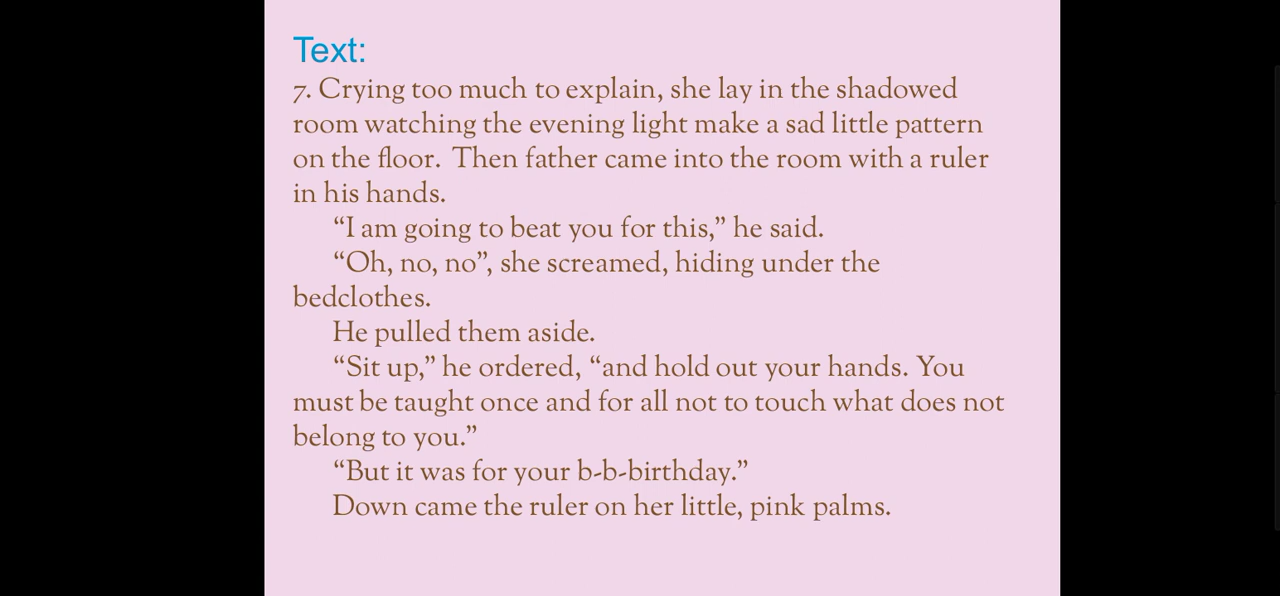 Text:
7. Crying too much to explain, she lay in the shadowed
room watching the evening light make a sad little pattern
on the floor.  Then father came into the room with a ruler
in his hands.
“I am going to beat you for this,” he said.
“Oh, no, no”, she screamed, hiding under the
bedclothes.
He pulled them aside.
“Sit up,” he ordered, “and hold out your hands. You
must be taught once and for all not to touch what does not
belong to you.”
“But it was for your b-b-birthday.”
Down came the ruler on her little, pink palms.